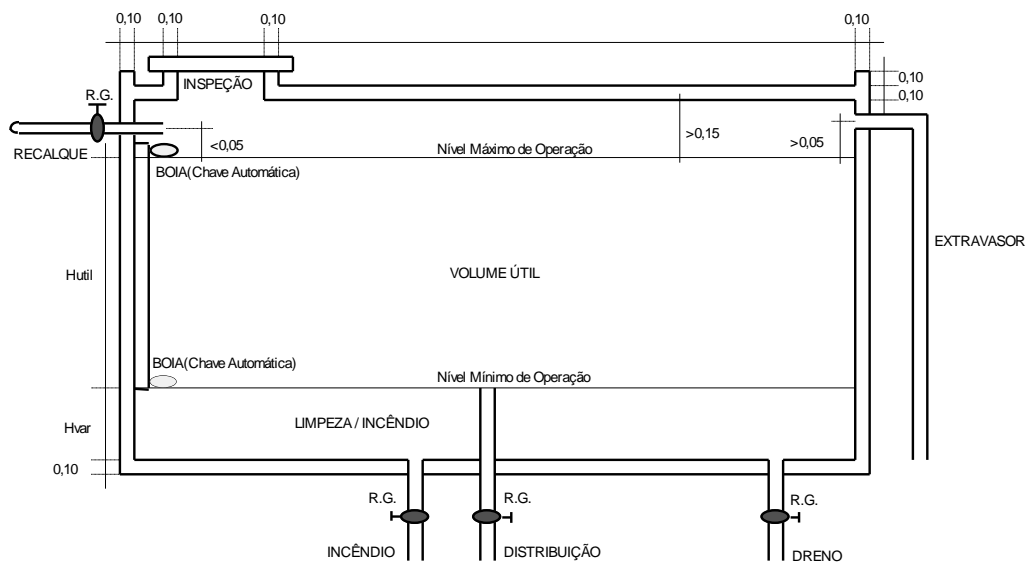 0,10 0,10 0,10 0,10
INSPEÇÃO
R.G.
0,10
0,10
<0,05
>0,15
>0,05
RECALQUE
Nível Máximo de Operação
BOIA(Chave Automática)
EXTRAVASOR
Hutil
VOLUME ÚTIL
BOIA(Chave Automática)
Nível Mínimo de Operação
LIMPEZA / INCÊNDIO
Hvar
0,10
R.G. R.G. R.G.
INCÊNDIO DISTRIBUIÇÃO DRENO